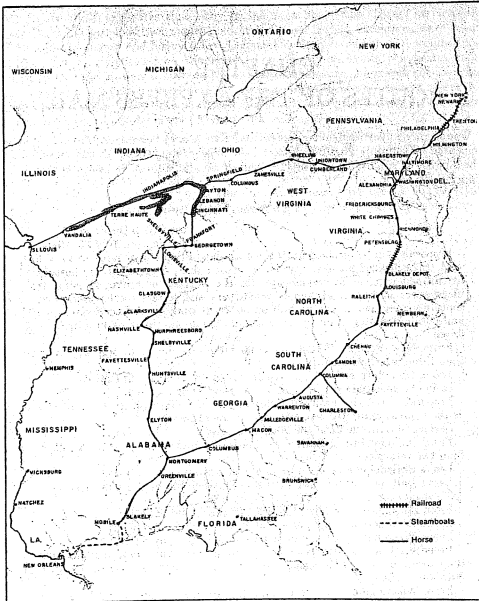 ONTARIO
NEW YORK
WISCONSIN
MICHIGAN
NEW YORK
NEWARK
PENNSYLVANIA
TRENTON
PHILADELPHIA
INDIANA
OHIO
WHEELING
UNIONTOWN
HAGERSTOWN
WILMINGTON
CUMBERLAND
BALTIMORE
ILLINOIS
INDIANAPOLIS
SPRINGFIELD
ZANESVILLE
COLUMBUS
MARYLAND
DEL.
DAYTON
WEST
VIRGINIA
ALEXANDRIA
WASHINGTON
LEBANON
CINCINNATI
FREDERICKSBURG
TERRE HAUTE
VANDALIA
SHELBYVILLE
FRANKFORT
WHITE CHIMNEYS
VIRGINIA
RICHMOND
ST. LOUIS
LOUISVILLE
GEORGETOWN
PETERSBURG
ELIZABETHTOWN
KENTUCKY
BLAKELY DEPOT
LOUISBURG
GLASGOW
NORTH
CAROLINA
RALEIGH
CLARKSVILLE
NEWBERN
NASHVILLE
MURFREESBORO
FAYETTEVILLE
SHELBYVILLE
TENNESSEE
CHERAW
FAYETTESVILLE
SOUTH
CAROLINA
CAMDEN
MEMPHIS
HUNTSVILLE
COLUMBIA
GEORGIA
AUGUSTA
WARRENTON
CHARLESTON
ELYTON
MILLEDGEVILLE
MISSISSIPPI
MACON
ALABAMA
COLUMBUS
SAVANNAH
MONTGOMERY
VICKSBURG
GREENVILLE
BRUNSWICK
NATCHEZ
Railroad
BLAKELY
MOBILE
FLORIDA
TALLAHASSEE
Steamboats
LA.
Horse
NEW ORLEANS